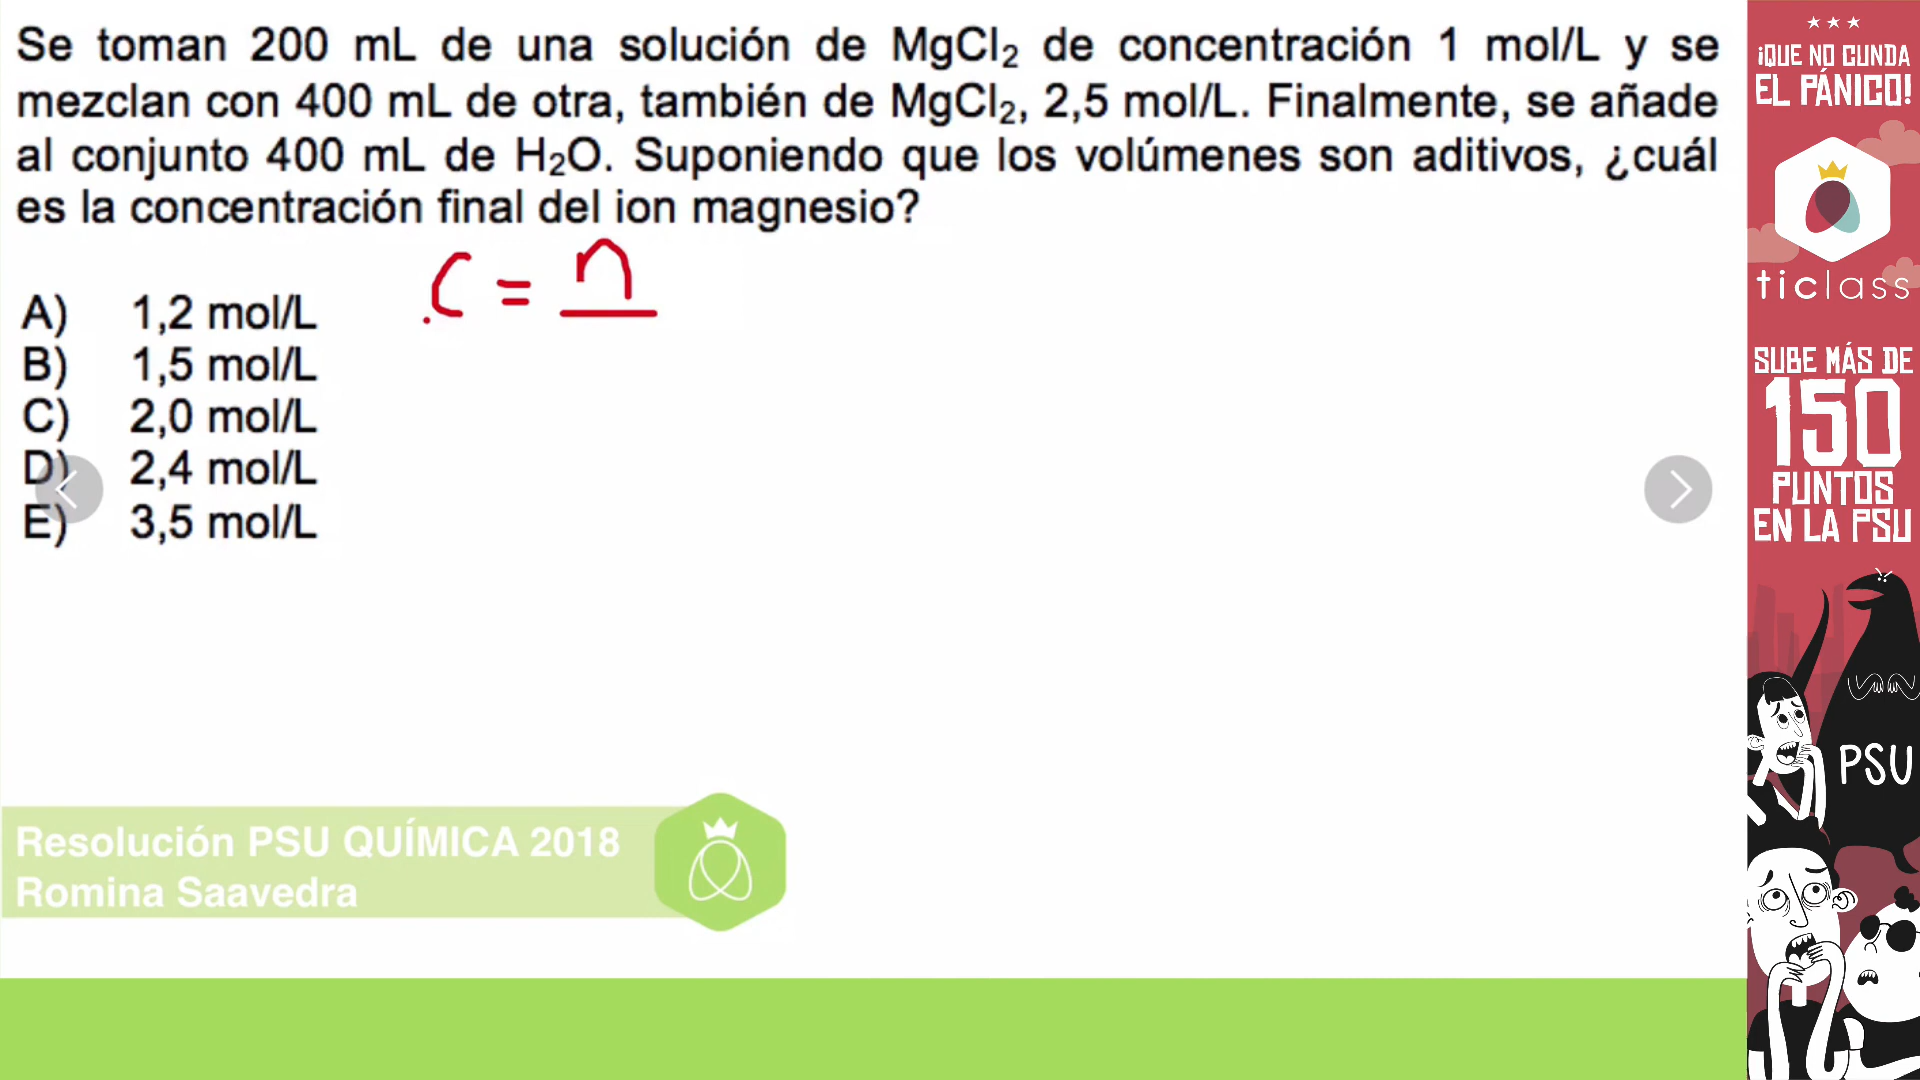 Se toman 200 mL de una solución de MgCl2 de concentración 1 mol/L y se
mezclan con 400 mL de otra, también de MgCl2, 2,5 mol/L. Finalmente, se añade
al conjunto 400 mL de H2O. Suponiendo que los volúmenes son aditivos, ¿cuál
es la concentración final del ion magnesio?
C = n
A) 1,2 mol/L
B) 1,5 mol/L
C) 2,0 mol/L
D) 2,4 mol/L
E) 3,5 mol/L
Resolución PSU QUÍMICA 2018
Romina Saavedra
¡QUE NO CUNDA
EL PÁNICO!
ticlass
SUBE MÁS DE
150
PUNTOS
EN LA PSU
PSU